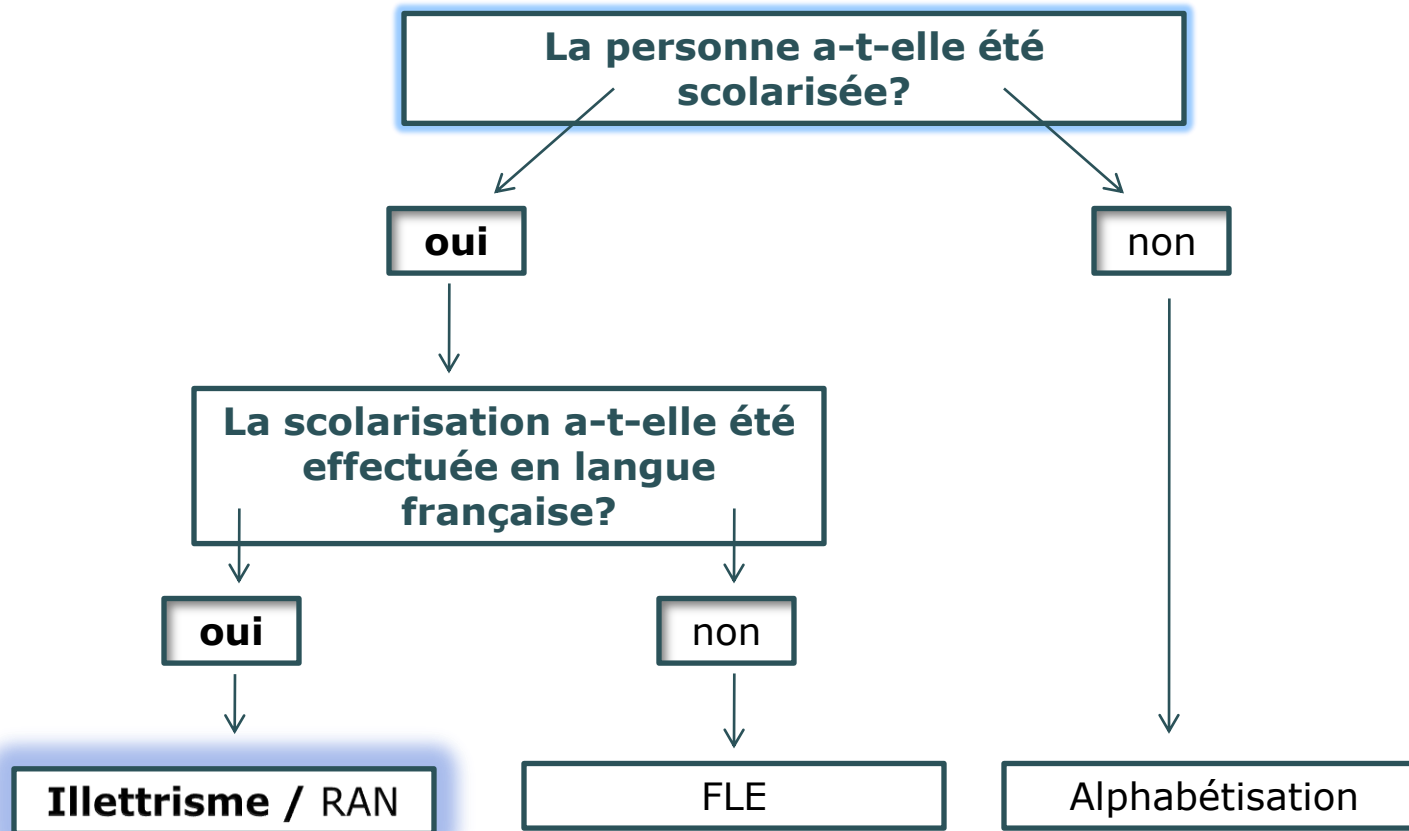 La personne a-t-elle été
scolarisée?
oui
non
La scolarisation a-t-elle été
effectuée en langue
française?
oui
non
Illettrisme / RAN
FLE
Alphabétisation